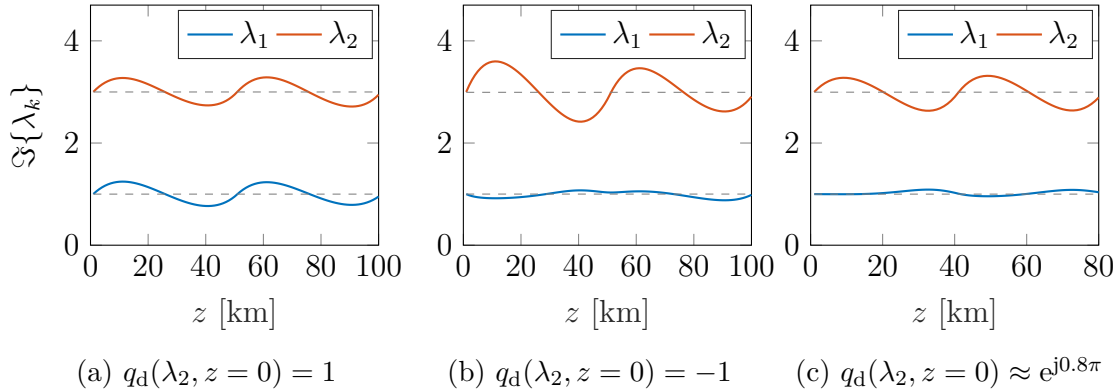 ℑ{λk}
4
2
0
λ1 λ2
0 20 40 60 80 100
z [km]
(a) qd(λ2, z = 0) = 1
4
2
0
λ1 λ2
0 20 40 60 80 100
z [km]
(b) qd(λ2, z = 0) = −1
4
2
0
λ1 λ2
0 20 40 60 80
z [km]
(c) qd(λ2, z = 0) ≈ e^j0.8π